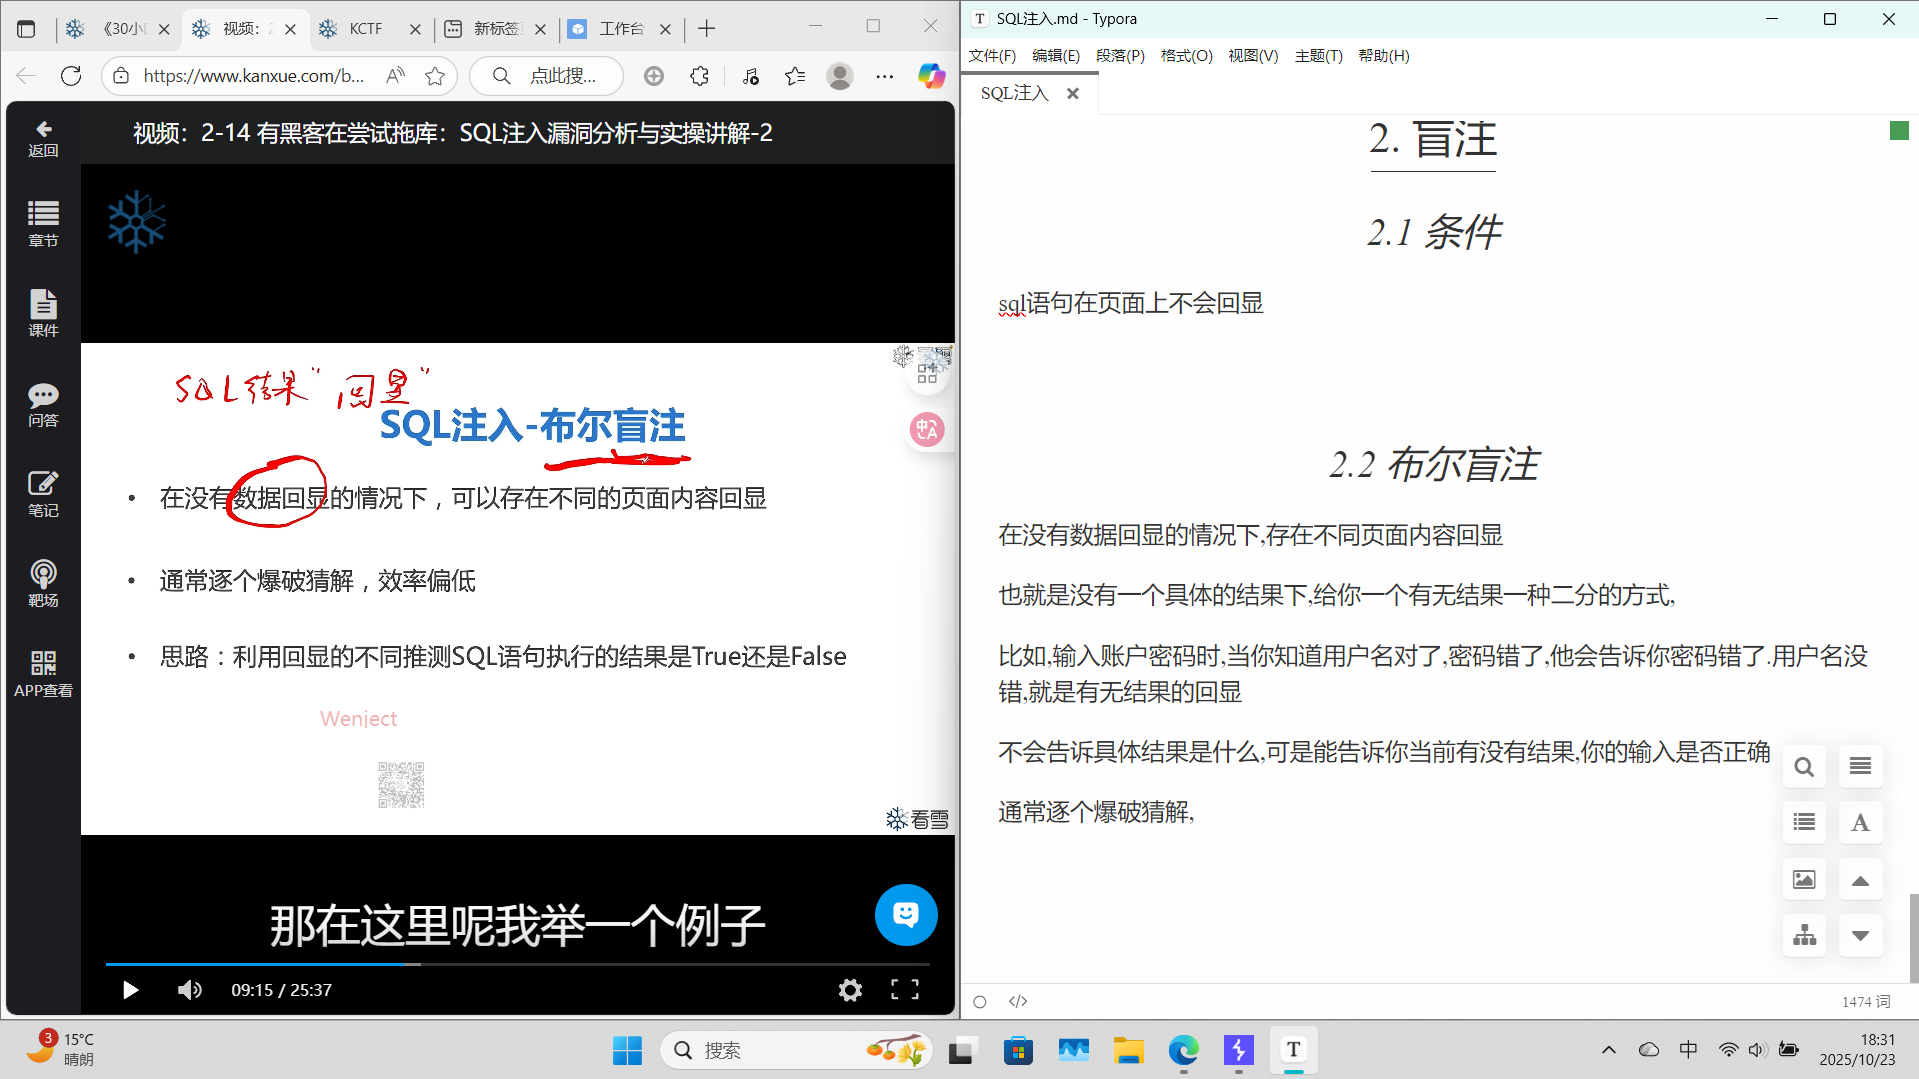 《30小
视频：2
KCTF
新标签
工作台
https://www.kanxue.com/b...
点此搜...
返回
视频：2-14 有黑客在尝试拖库：SQL注入漏洞分析与实操讲解-2
章节
课件
问答
笔记
靶场
APP查看
SQL结果"回显"
SQL注入-布尔盲注
• 在没有数据回显的情况下，可以存在不同的页面内容回显
• 通常逐个爆破猜解，效率偏低
• 思路：利用回显的不同推测SQL语句执行的结果是True还是False
Wenject
看雪
那在这里呢我举一个例子
09:15 / 25:37
SQL注入.md - Typora
文件(F) 编辑(E) 段落(P) 格式(O) 视图(V) 主题(T) 帮助(H)
SQL注入
2. 盲注
2.1 条件
sql语句在页面上不会回显
2.2 布尔盲注
在没有数据回显的情况下,存在不同页面内容回显
也就是没有一个具体的结果下,给你一个有无结果一种二分的方式,
比如,输入账户密码时,当你知道用户名对了,密码错了,他会告诉你密码错了.用户名没
错,就是有无结果的回显
不会告诉具体结果是什么,可是能告诉你当前有没有结果,你的输入是否正确
通常逐个爆破猜解,
1474 词
3
15°C
晴朗
搜索
中
18:31
2025/10/23